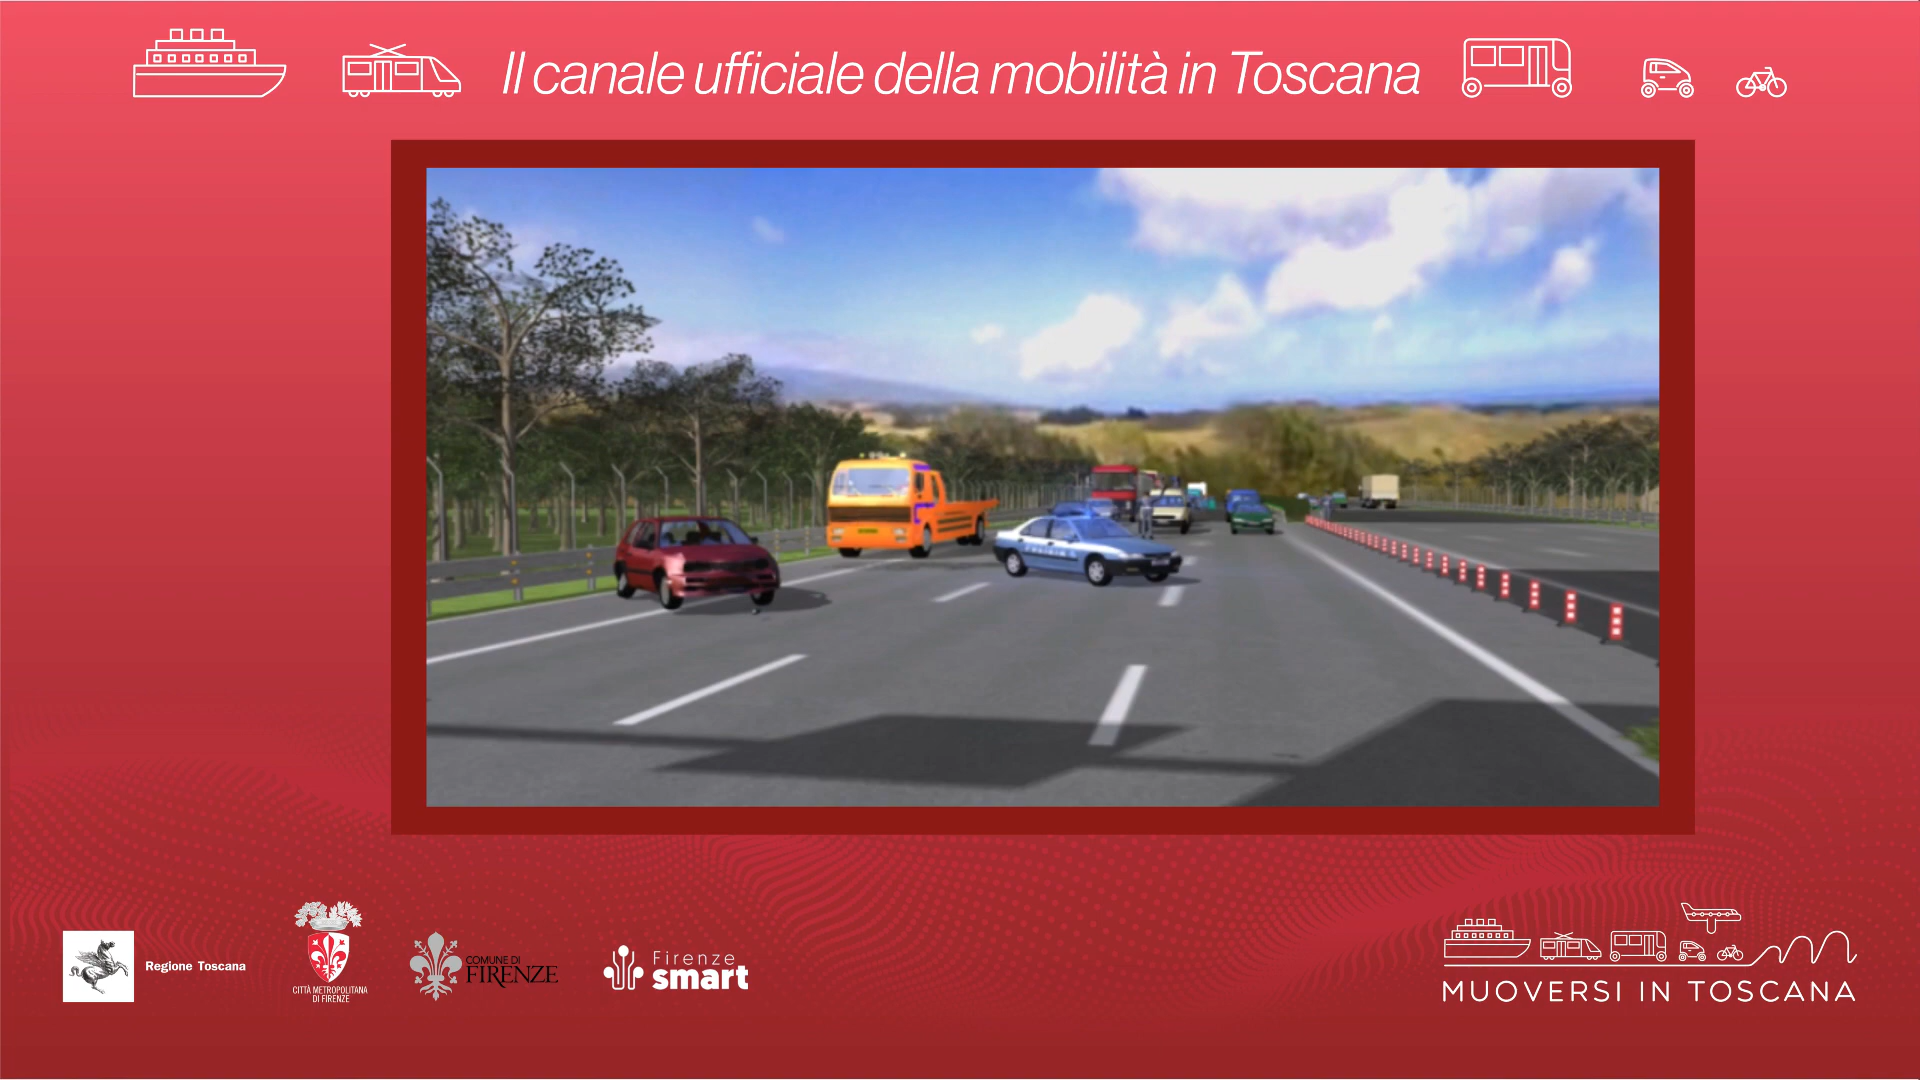 Il canale ufficiale della mobilità in Toscana
Regione Toscana
CITTÀ METROPOLITANA
DI FIRENZE
COMUNE DI
FIRENZE
Firenze
smart
MUOVERSI IN TOSCANA